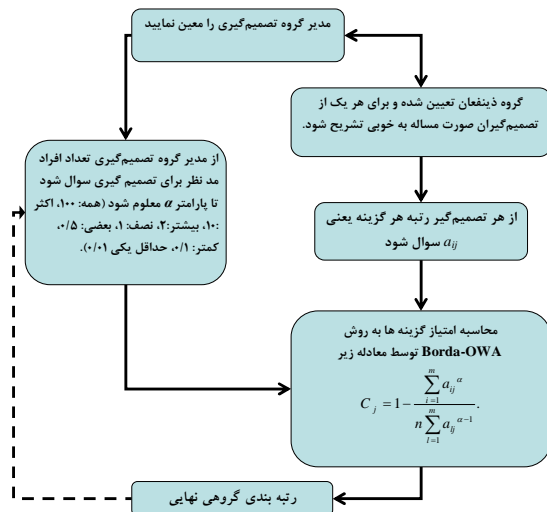 مدیر گروه تصمیم‌گیری را معین نمایید
گروه ذینفعان تعیین شده و برای هر یک از
تصمیم‌گیران صورت مساله به خوبی تشریح شود.
از مدیر گروه تصمیم‌گیری تعداد افراد
مد نظر برای تصمیم گیری سوال شود
تا پارامتر α معلوم شود (همه: ۱۰۰، اکثر
:۱۰، بیشتر:۲، نصف: ۱، بعضی: ۰/۵،
کمتر: ۰/۱، حداقل یکی ۰/۰۱).
از هر تصمیم‌گیر رتبه هر گزینه یعنی
a_{ij} سوال شود
محاسبه امتیاز گزینه ها به روش
Borda-OWA توسط معادله زیر
C_j = 1 - \frac{\sum_{i=1}^{m} a_{ij}^{\alpha}}{n \sum_{l=1}^{m} a_{lj}^{\alpha-1}}.
رتبه بندی گروهی نهایی